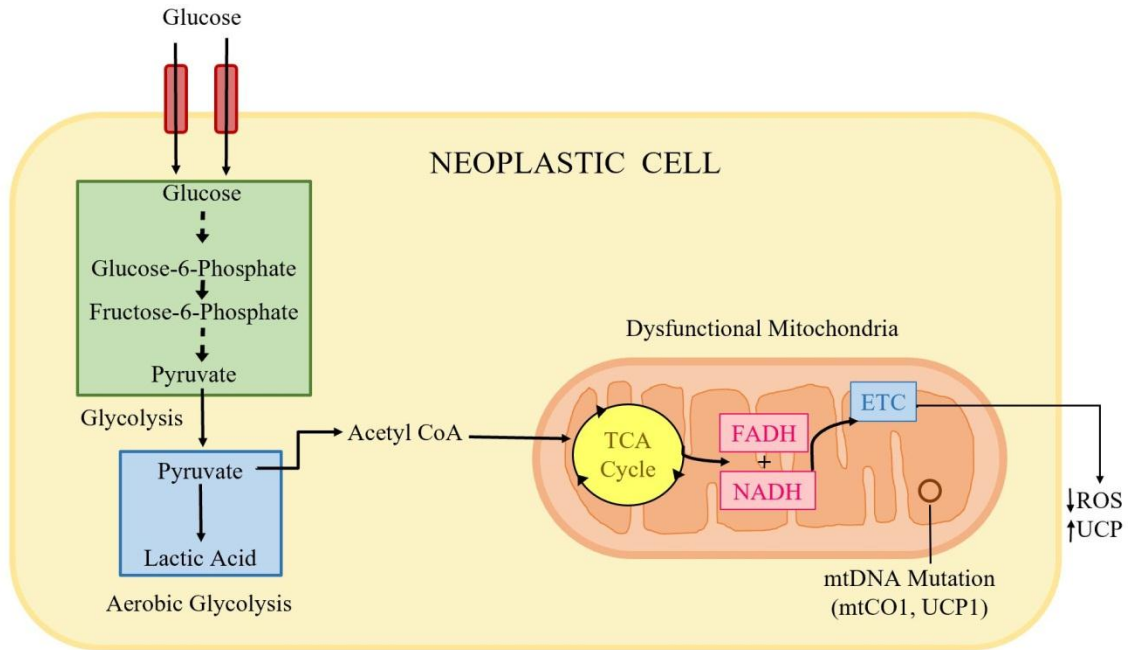 Glucose
NEOPLASTIC CELL
Glucose
Glucose-6-Phosphate
Fructose-6-Phosphate
Pyruvate
Glycolysis
Pyruvate
Lactic Acid
Aerobic Glycolysis
Acetyl CoA
Dysfunctional Mitochondria
TCA
Cycle
FADH
+
NADH
ETC
↓ROS
↑UCP
mtDNA Mutation
(mtCO1, UCP1)